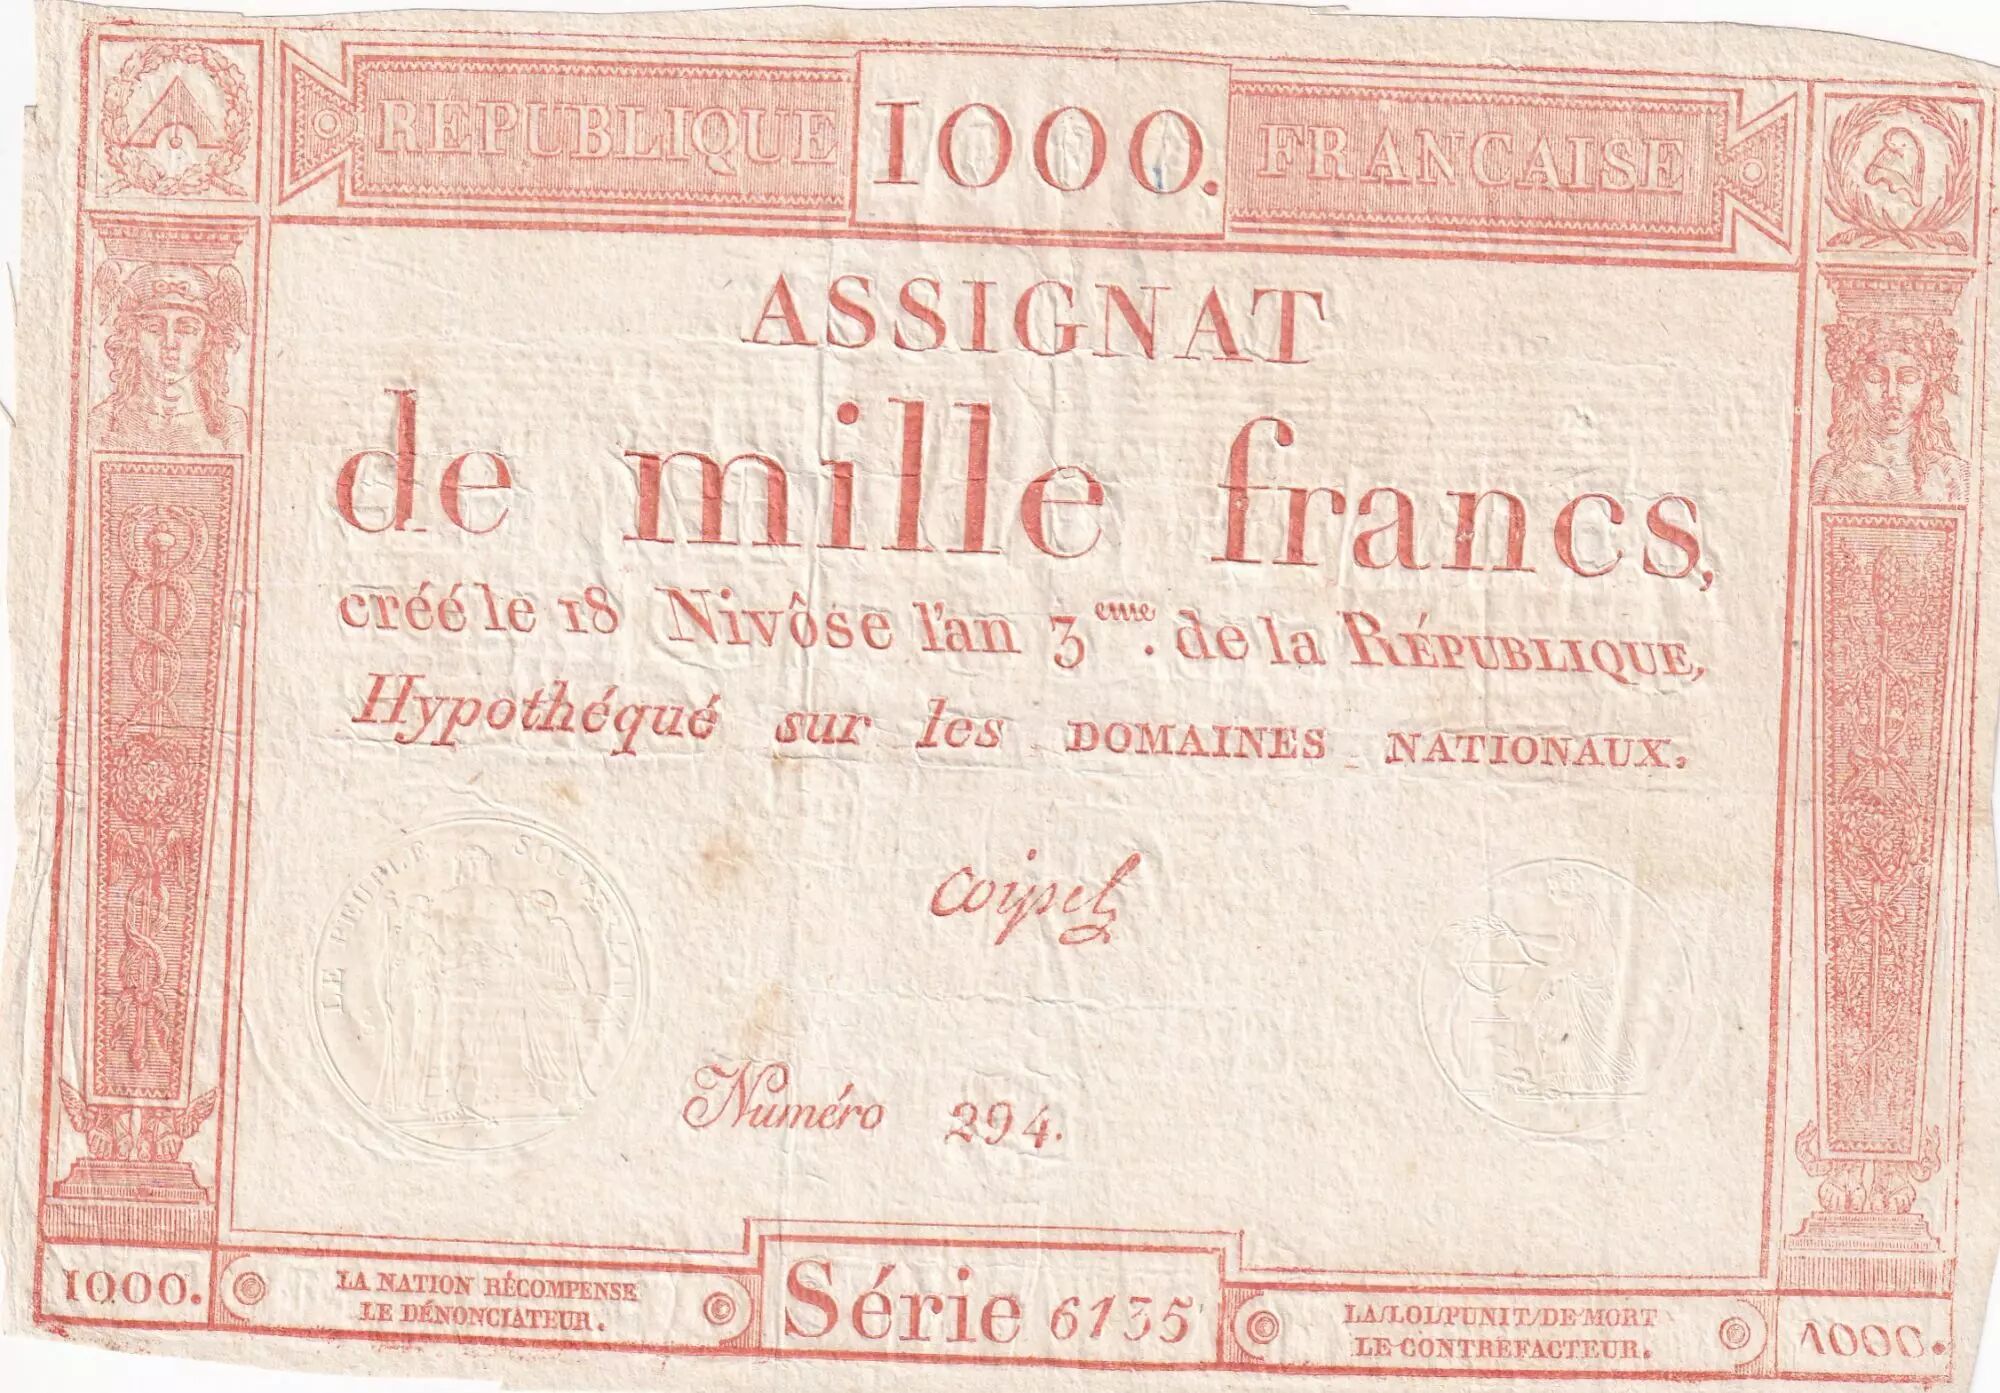 REPUBLIQUE 1000. FRANCAISE
ASSIGNAT
de mille francs,
créé le 18 Nivôse l'an 3eme. de la RÉPUBLIQUE,
Hypothéqué sur les DOMAINES NATIONAUX.
LE PEUPLE SOUVERAIN
Coipel
Numéro 294.
1000.
LA NATION RÉCOMPENSE
LE DÉNONCIATEUR.
Série 6135
LA LOI PUNIT DE MORT
LE CONTREFACTEUR.
1000.